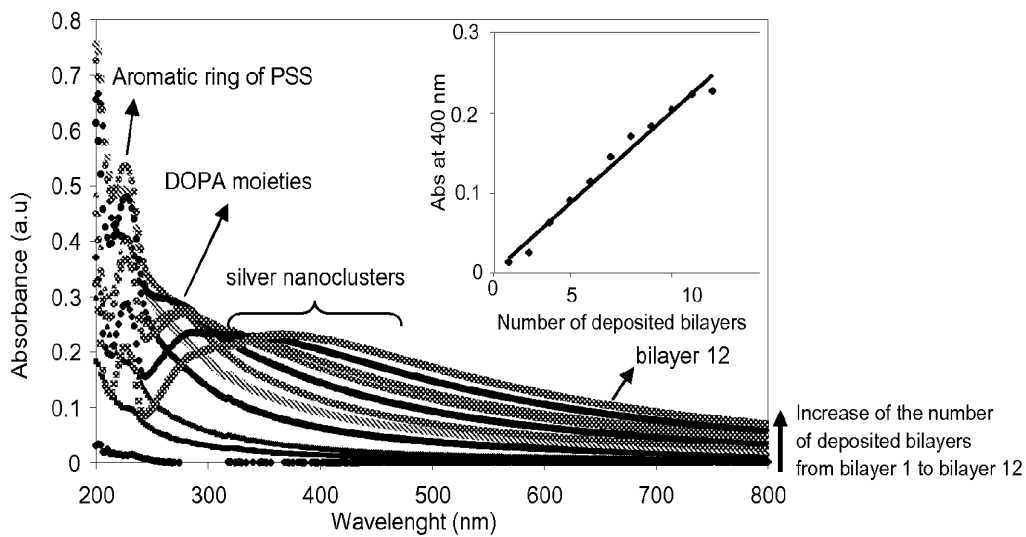 0.8
0.7
0.6
0.5
0.4
0.3
0.2
0.1
0
Absorbance (a.u)
200 300 400 500 600 700 800
Wavelenght (nm)
Aromatic ring of PSS
DOPA moieties
silver nanoclusters
bilayer 12
0.3
0.2
0.1
0
Abs at 400 nm
0 5 10
Number of deposited bilayers
Increase of the number
of deposited bilayers
from bilayer 1 to bilayer 12